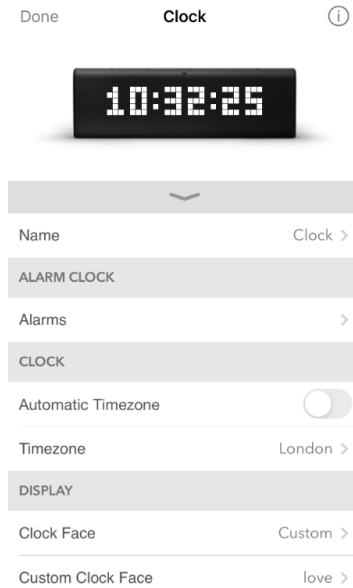 Done Clock
10:32:25
Name Clock
ALARM CLOCK
Alarms
CLOCK
Automatic Timezone
Timezone London
DISPLAY
Clock Face Custom
Custom Clock Face love